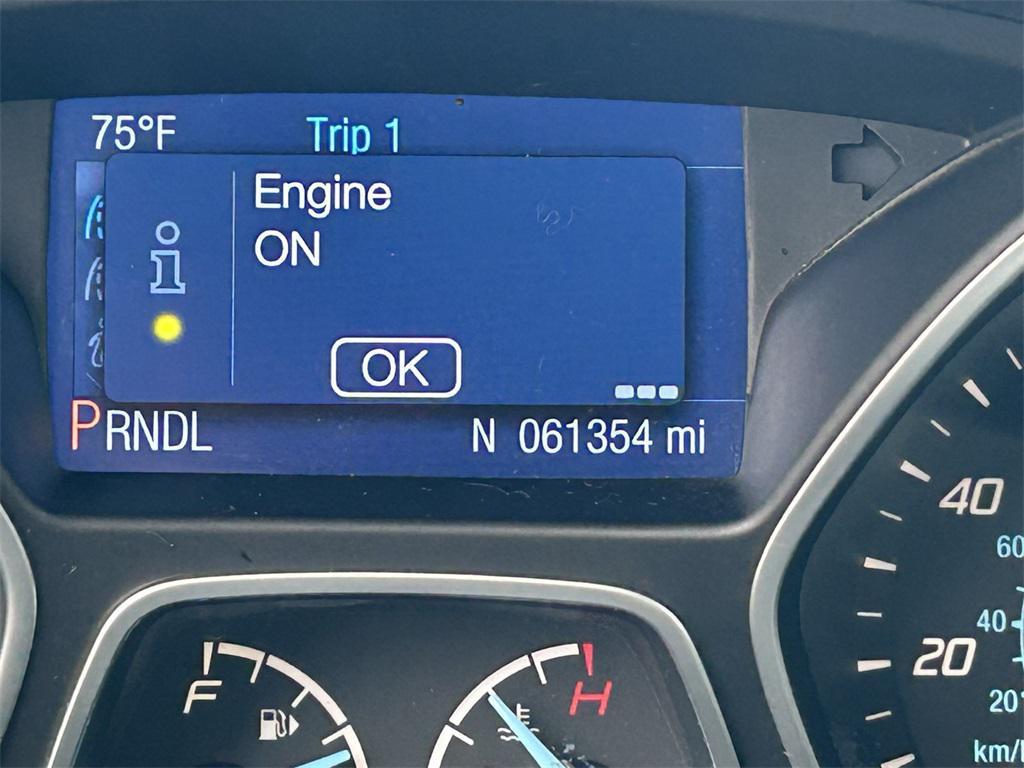 75°F Trip 1
Engine
ON
OK
PRNDL N 061354 mi
40
60
40
20
20
km/
F H